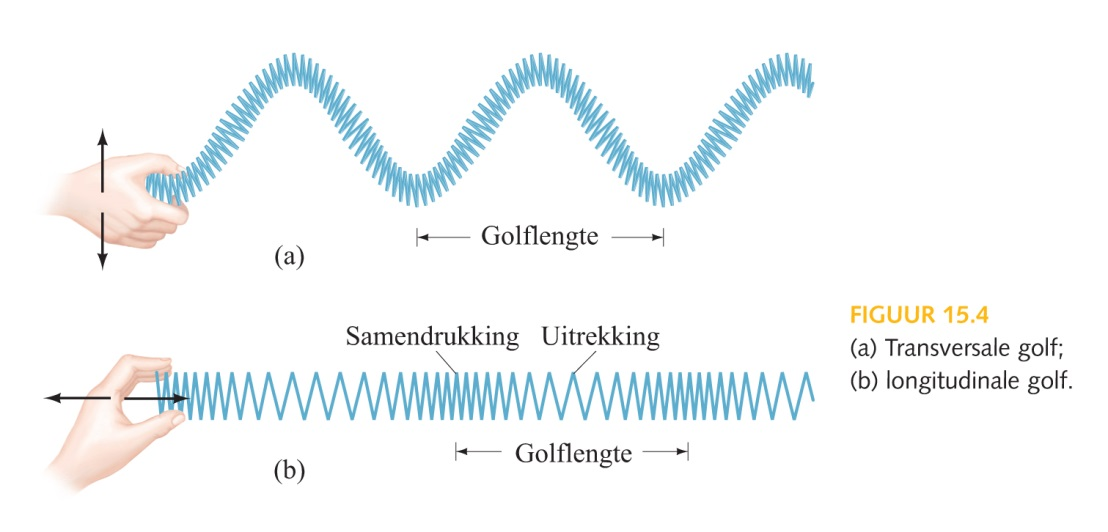 Golflengte
(a)
Samendrukking Uitrekking
Golflengte
(b)
FIGUUR 15.4
(a) Transversale golf;
(b) longitudinale golf.